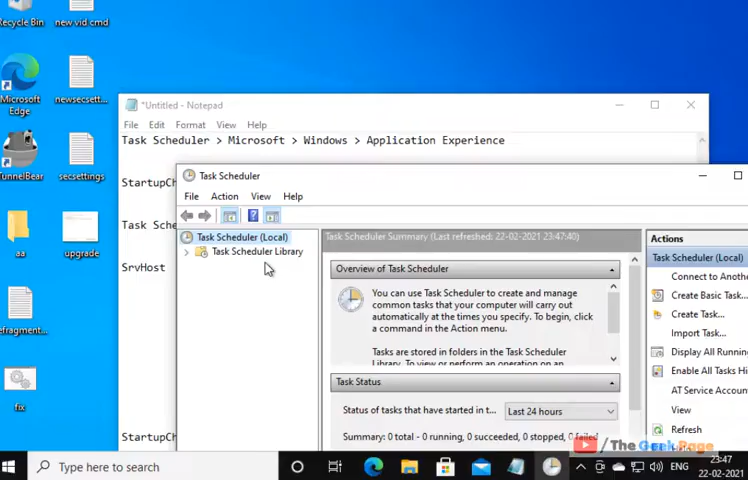 Recycle Bin
new vid cmd
Microsoft
Edge
newsecsett...
TunnelBear
secsettings
aa
upgrade
efragment...
fix
*Untitled - Notepad
File Edit Format View Help
Task Scheduler > Microsoft > Windows > Application Experience
StartupCh
Task Sche
SrvHost
StartupCh
Task Scheduler
File Action View Help
Task Scheduler (Local)
Task Scheduler Library
Task Scheduler Summary (Last refreshed: 22-02-2021 23:47:40)
Overview of Task Scheduler
You can use Task Scheduler to create and manage
common tasks that your computer will carry out
automatically at the times you specify. To begin, click
a command in the Action menu.
Tasks are stored in folders in the Task Scheduler
Library. To view or perform an operation on an
Task Status
Status of tasks that have started in t...
Last 24 hours
Summary: 0 total - 0 running, 0 succeeded, 0 stopped, 0 failed
Actions
Task Scheduler (Local)
Connect to Anot
Create Basic Task...
Create Task...
Import Task...
Display All Runn
Enable All Tasks Hi
AT Service Accou
View
Refresh
/The Geek Page
Type here to search
ENG
23:47
22-02-2021